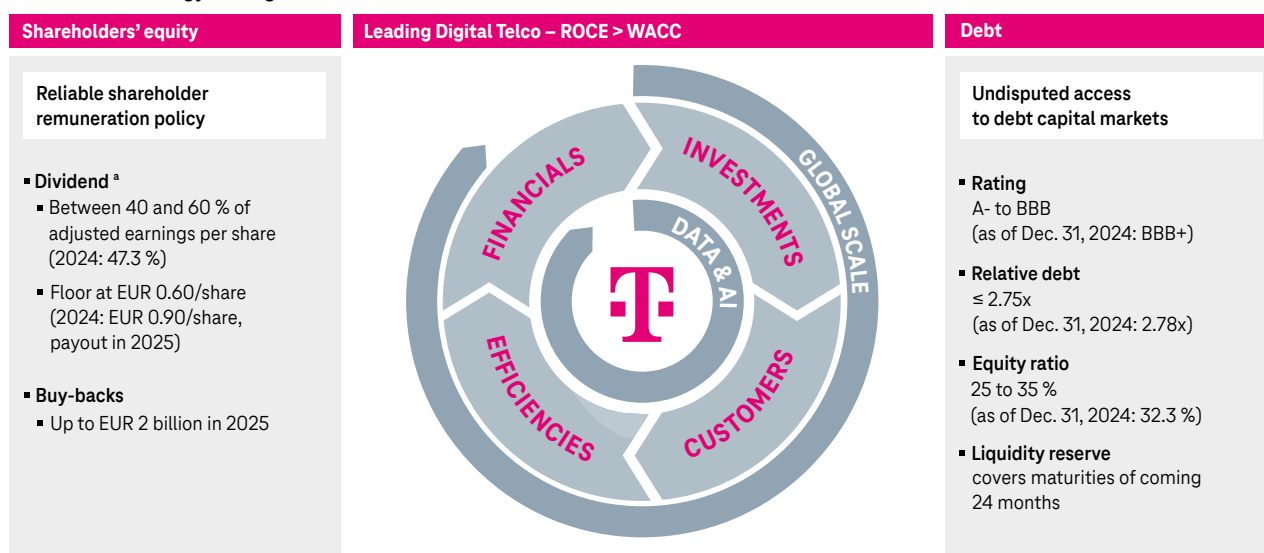 Shareholders' equity
Reliable shareholder
remuneration policy
▪ Dividend ᵃ
▪ Between 40 and 60 % of
adjusted earnings per share
(2024: 47.3 %)
▪ Floor at EUR 0.60/share
(2024: EUR 0.90/share,
payout in 2025)
▪ Buy-backs
▪ Up to EUR 2 billion in 2025
Leading Digital Telco – ROCE > WACC
FINANCIALS
INVESTMENTS
GLOBAL SCALE
DATA & AI
T
EFFICIENCIES
CUSTOMERS
Debt
Undisputed access
to debt capital markets
▪ Rating
A- to BBB
(as of Dec. 31, 2024: BBB+)
▪ Relative debt
≤ 2.75x
(as of Dec. 31, 2024: 2.78x)
▪ Equity ratio
25 to 35 %
(as of Dec. 31, 2024: 32.3 %)
▪ Liquidity reserve
covers maturities of coming
24 months